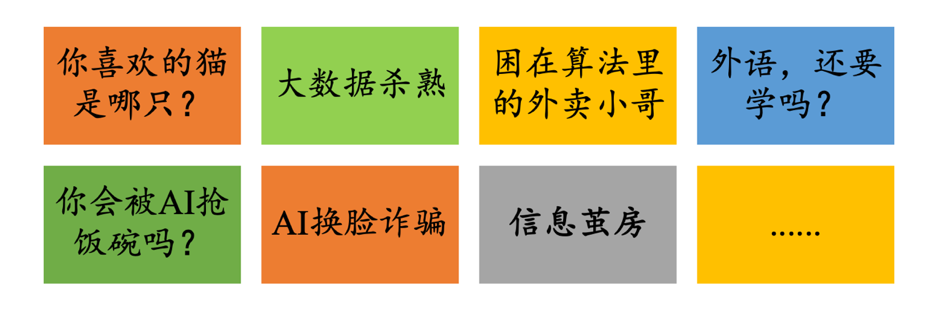 你喜欢的猫
是哪只？
大数据杀熟
困在算法里
的外卖小哥
外语，还要
学吗？
你会被AI抢
饭碗吗？
AI换脸诈骗
信息茧房
……